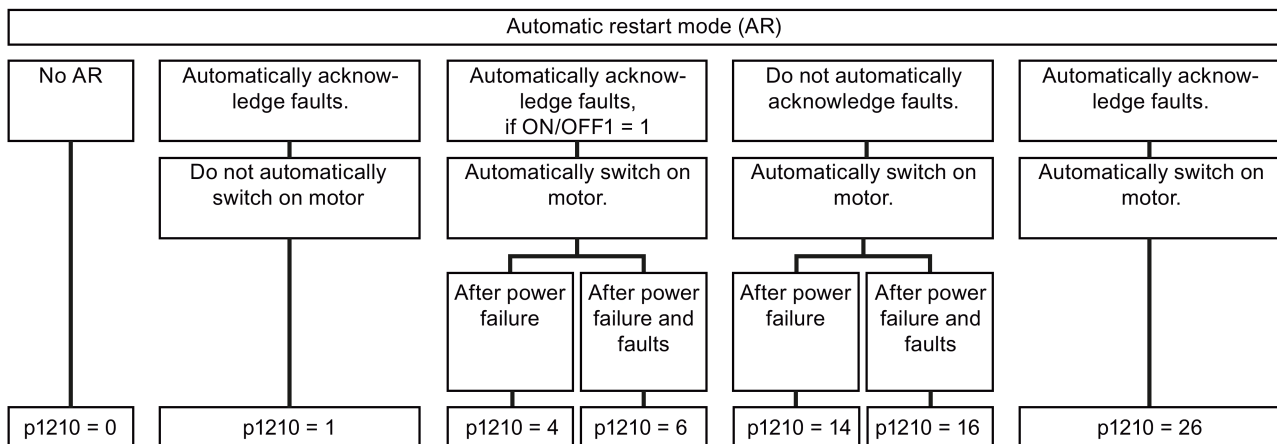 Automatic restart mode (AR)
No AR
Automatically acknow-
ledge faults.
Automatically acknow-
ledge faults,
if ON/OFF1 = 1
Do not automatically
acknowledge faults.
Automatically acknow-
ledge faults.
Do not automatically
switch on motor
Automatically switch on
motor.
Automatically switch on
motor.
Automatically switch on
motor.
After power
failure
After power
failure and
faults
After power
failure
After power
failure and
faults
p1210 = 0
p1210 = 1
p1210 = 4
p1210 = 6
p1210 = 14
p1210 = 16
p1210 = 26